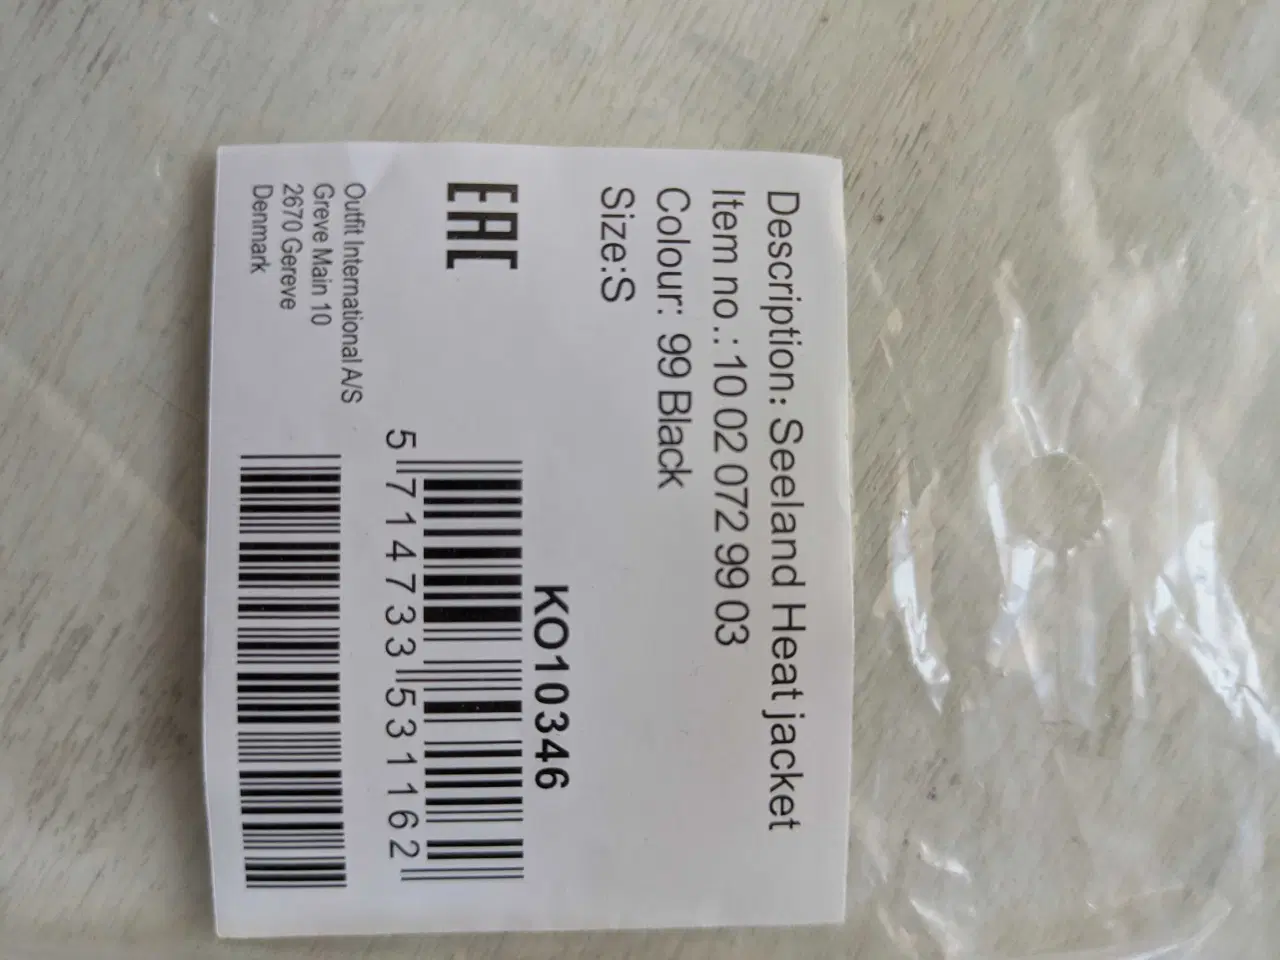 Description: Seeland Heat jacket
Item no.: 10 02 072 99 03
Colour: 99 Black
Size:S
KO10346
EAC
5 714733 531162
Outfit International A/S
Greve Main 10
2670 Gereve
Denmark